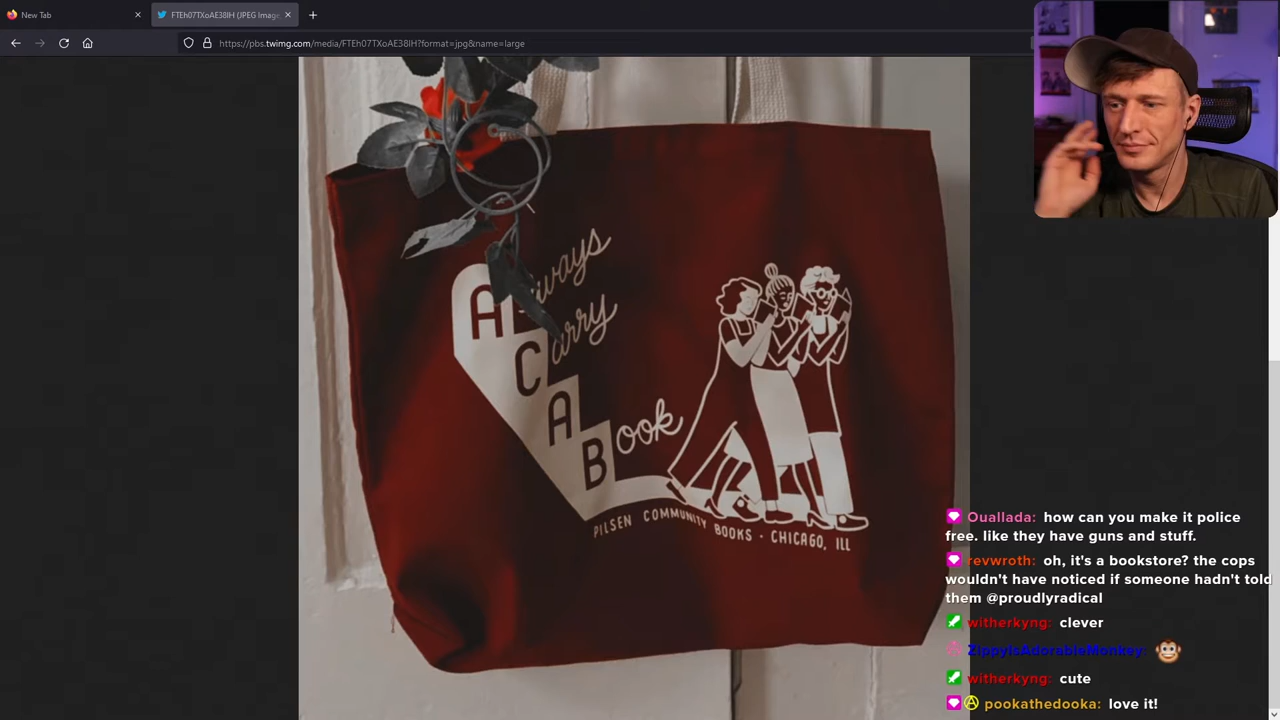 New Tab
FTEh07TXoAE38lH (JPEG Image,
https://pbs.twimg.com/media/FTEh07TXoAE38lH?format=jpg&name=large
Always
Carry
A
Book
PILSEN COMMUNITY BOOKS · CHICAGO, ILL
Ouallada: how can you make it police
free. like they have guns and stuff.
revwroth: oh, it's a bookstore? the cops
wouldn't have noticed if someone hadn't told
them @proudlyradical
witherkyng: clever
ZippyIsAdorableMonkey:
witherkyng: cute
pookathedooka: love it!